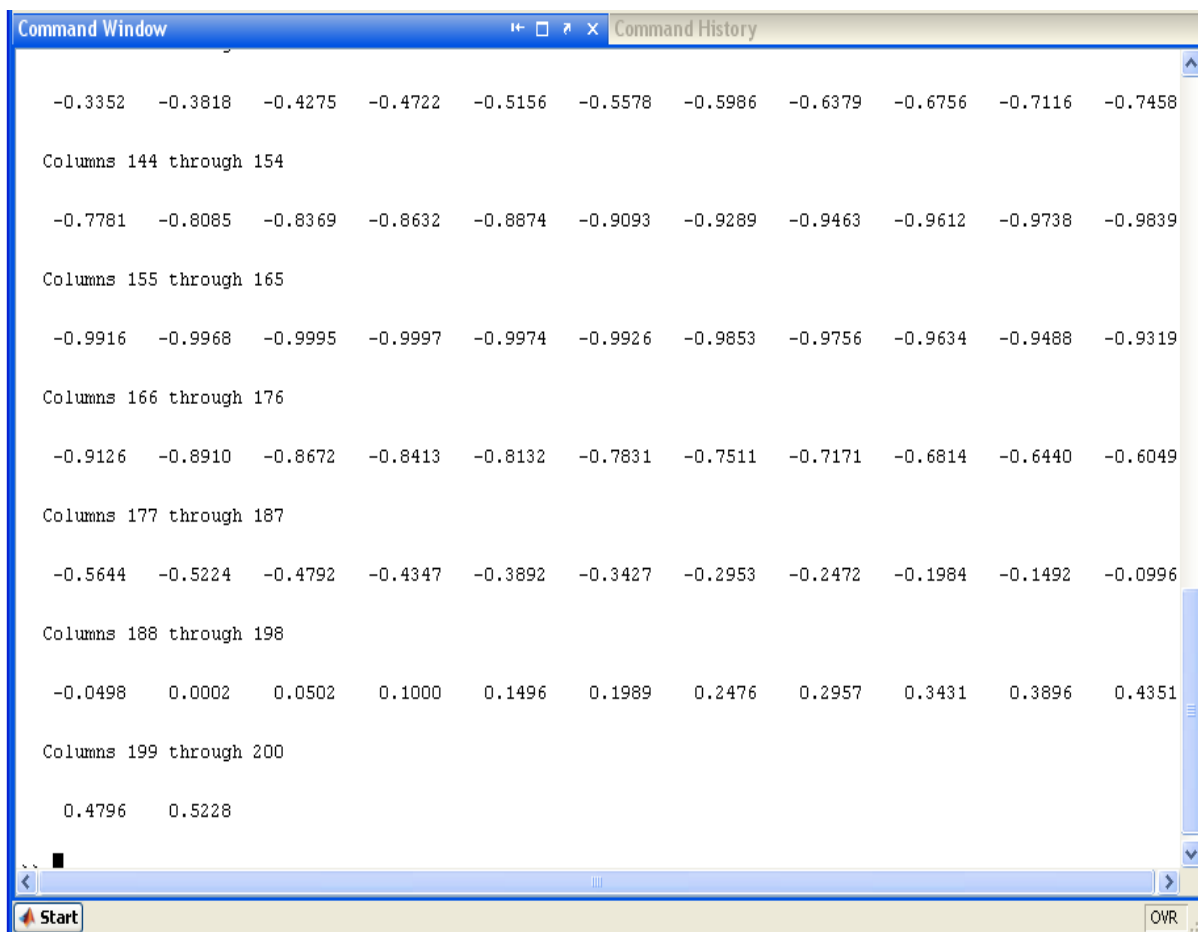 Command Window Command History
-0.3352 -0.3818 -0.4275 -0.4722 -0.5156 -0.5578 -0.5986 -0.6379 -0.6756 -0.7116 -0.7458
Columns 144 through 154
-0.7781 -0.8085 -0.8369 -0.8632 -0.8874 -0.9093 -0.9289 -0.9463 -0.9612 -0.9738 -0.9839
Columns 155 through 165
-0.9916 -0.9968 -0.9995 -0.9997 -0.9974 -0.9926 -0.9853 -0.9756 -0.9634 -0.9488 -0.9319
Columns 166 through 176
-0.9126 -0.8910 -0.8672 -0.8413 -0.8132 -0.7831 -0.7511 -0.7171 -0.6814 -0.6440 -0.6049
Columns 177 through 187
-0.5644 -0.5224 -0.4792 -0.4347 -0.3892 -0.3427 -0.2953 -0.2472 -0.1984 -0.1492 -0.0996
Columns 188 through 198
-0.0498 0.0002 0.0502 0.1000 0.1496 0.1989 0.2476 0.2957 0.3431 0.3896 0.4351
Columns 199 through 200
0.4796 0.5228
Start OVR